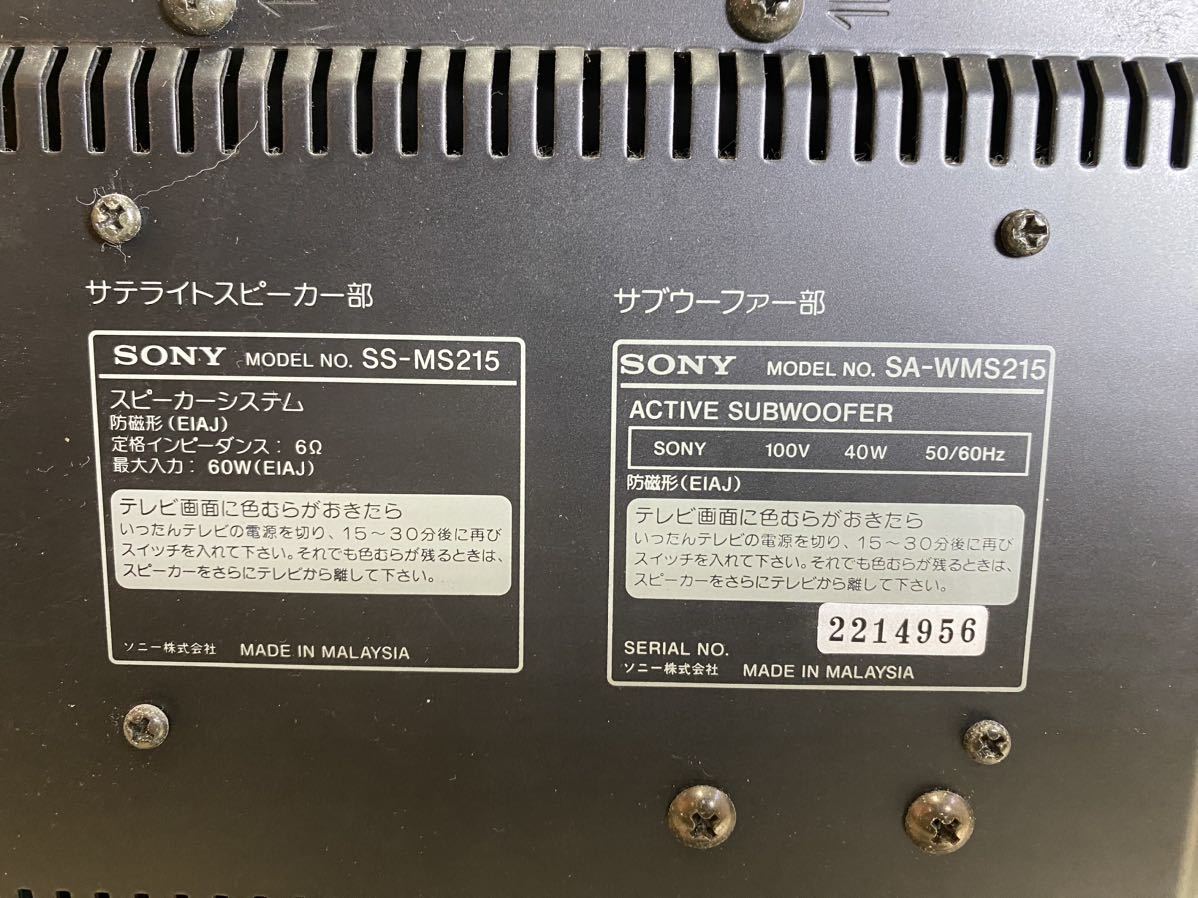 サテライトスピーカー部
SONY MODEL NO. SS-MS215
スピーカーシステム
防磁形(EIAJ)
定格インピーダンス: 6Ω
最大入力: 60W(EIAJ)
テレビ画面に色むらがおきたら
いったんテレビの電源を切り、15〜30分後に再び
スイッチを入れて下さい。それでも色むらが残るときは、
スピーカーをさらにテレビから離して下さい。
ソニー株式会社 MADE IN MALAYSIA
サブウーファー部
SONY MODEL NO. SA-WMS215
ACTIVE SUBWOOFER
SONY 100V 40W 50/60Hz
防磁形(EIAJ)
テレビ画面に色むらがおきたら
いったんテレビの電源を切り、15〜30分後に再び
スイッチを入れて下さい。それでも色むらが残るときは、
スピーカーをさらにテレビから離して下さい。
2214956
SERIAL NO.
ソニー株式会社 MADE IN MALAYSIA